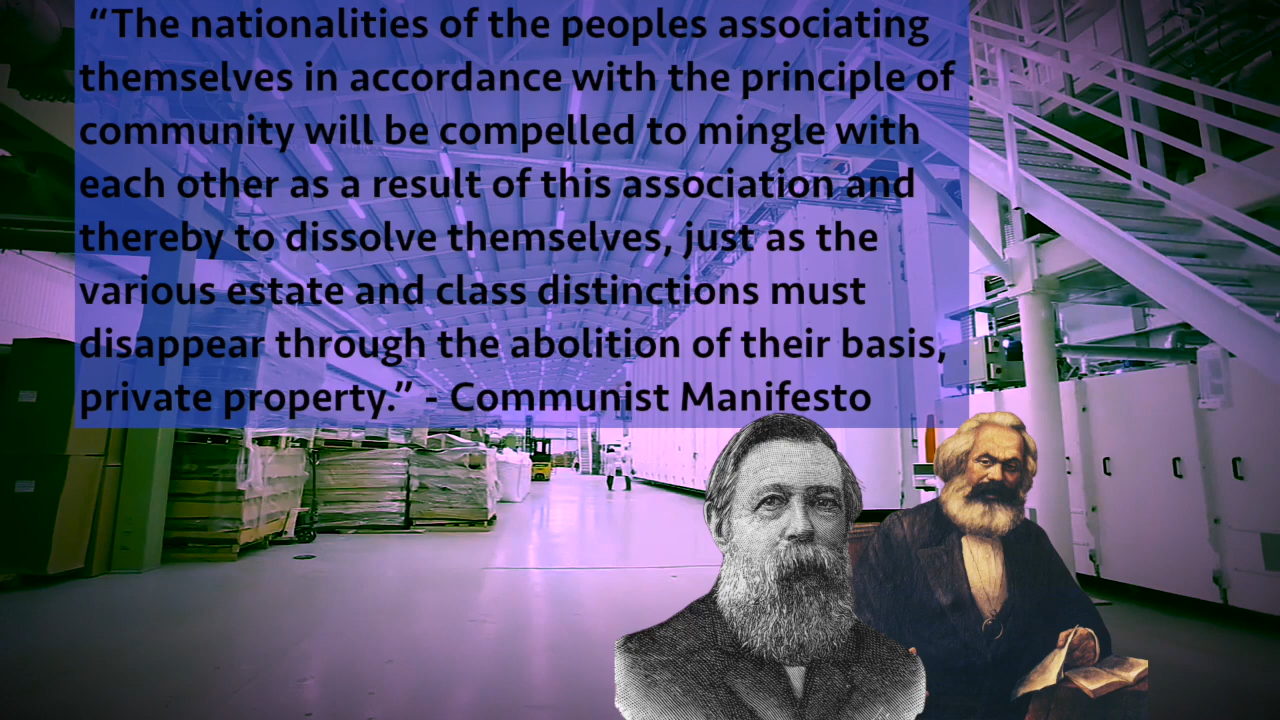 “The nationalities of the peoples associating
themselves in accordance with the principle of
community will be compelled to mingle with
each other as a result of this association and
thereby to dissolve themselves, just as the
various estate and class distinctions must
disappear through the abolition of their basis,
private property.” - Communist Manifesto